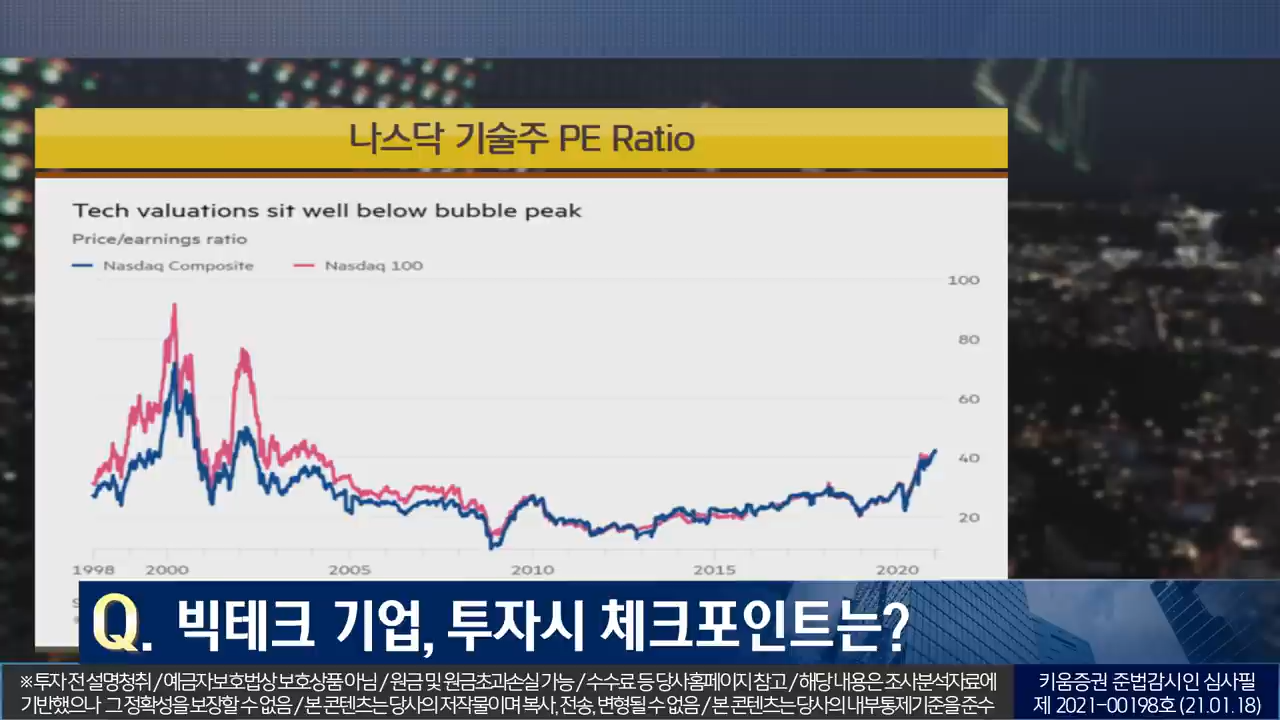 나스닥 기술주 PE Ratio
Tech valuations sit well below bubble peak
Price/earnings ratio
Nasdaq Composite Nasdaq 100
100
80
60
40
20
1998 2000 2005 2010 2015 2020
Q. 빅테크 기업, 투자시 체크포인트는?
※ 투자 전 설명청취 / 예금자보호법상 보호상품 아님 / 원금 및 원금초과손실 가능 / 수수료 등 당사홈페이지 참고 / 해당 내용은 조사분석자료에
기반했으나 그 정확성을 보장할 수 없음 / 본 콘텐츠는 당사의 저작물이며 복사, 전송, 변형될 수 없음 / 본 콘텐츠는 당사의 내부통제기준을 준수
키움증권 준법감시인 심사필
제 2021-00198호 (21.01.18)